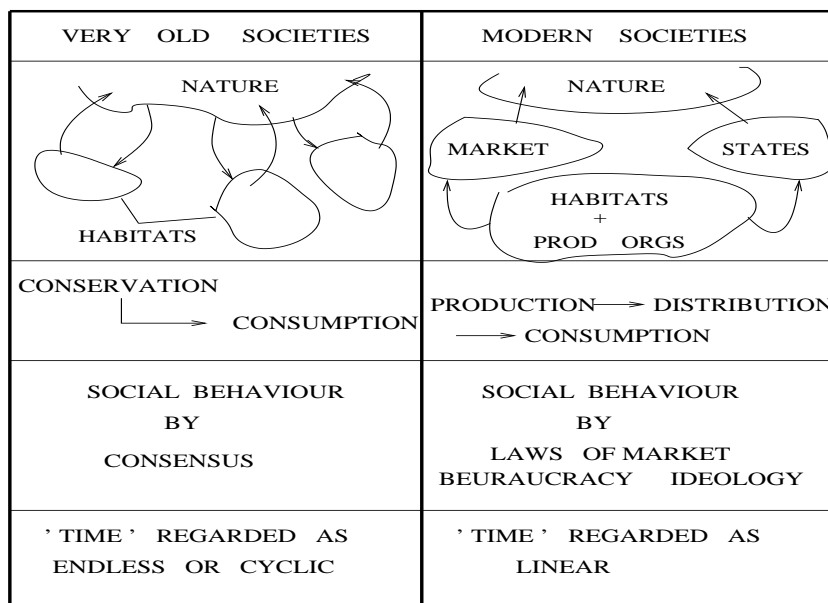 VERY OLD SOCIETIES
MODERN SOCIETIES
NATURE
HABITATS
NATURE
MARKET
STATES
HABITATS
+
PROD ORGS
CONSERVATION
CONSUMPTION
PRODUCTION DISTRIBUTION
CONSUMPTION
SOCIAL BEHAVIOUR
BY
CONSENSUS
SOCIAL BEHAVIOUR
BY
LAWS OF MARKET
BEURAUCRACY IDEOLOGY
' TIME ' REGARDED AS
ENDLESS OR CYCLIC
' TIME ' REGARDED AS
LINEAR